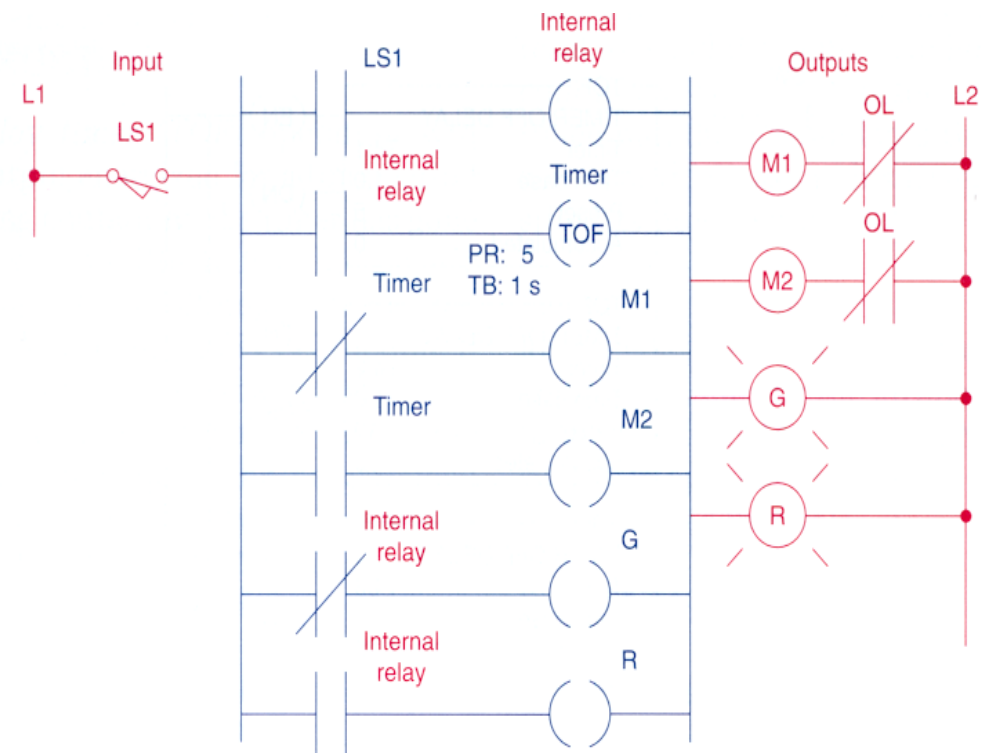 Internal
relay
Input
LS1
Outputs
L1
OL
L2
LS1
M1
Internal
relay
Timer
TOF
OL
PR: 5
TB: 1 s
Timer
M2
M1
Timer
M2
G
Internal
relay
R
G
Internal
relay
R